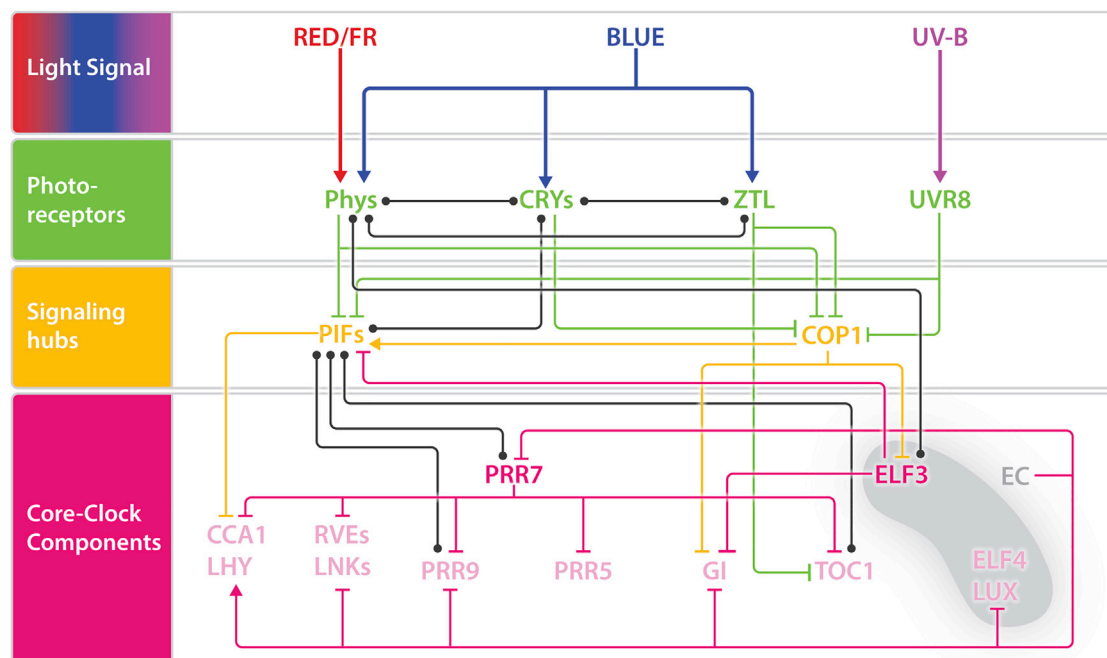 RED/FR BLUE UV-B
Light Signal
Photo-
receptors
Phys CRYs ZTL UVR8
Signaling
hubs
PIFs COP1
PRR7 ELF3 EC
Core-Clock
Components
CCA1 RVEs
LHY LNKs PRR9 PRR5 GI TOC1
ELF4
LUX